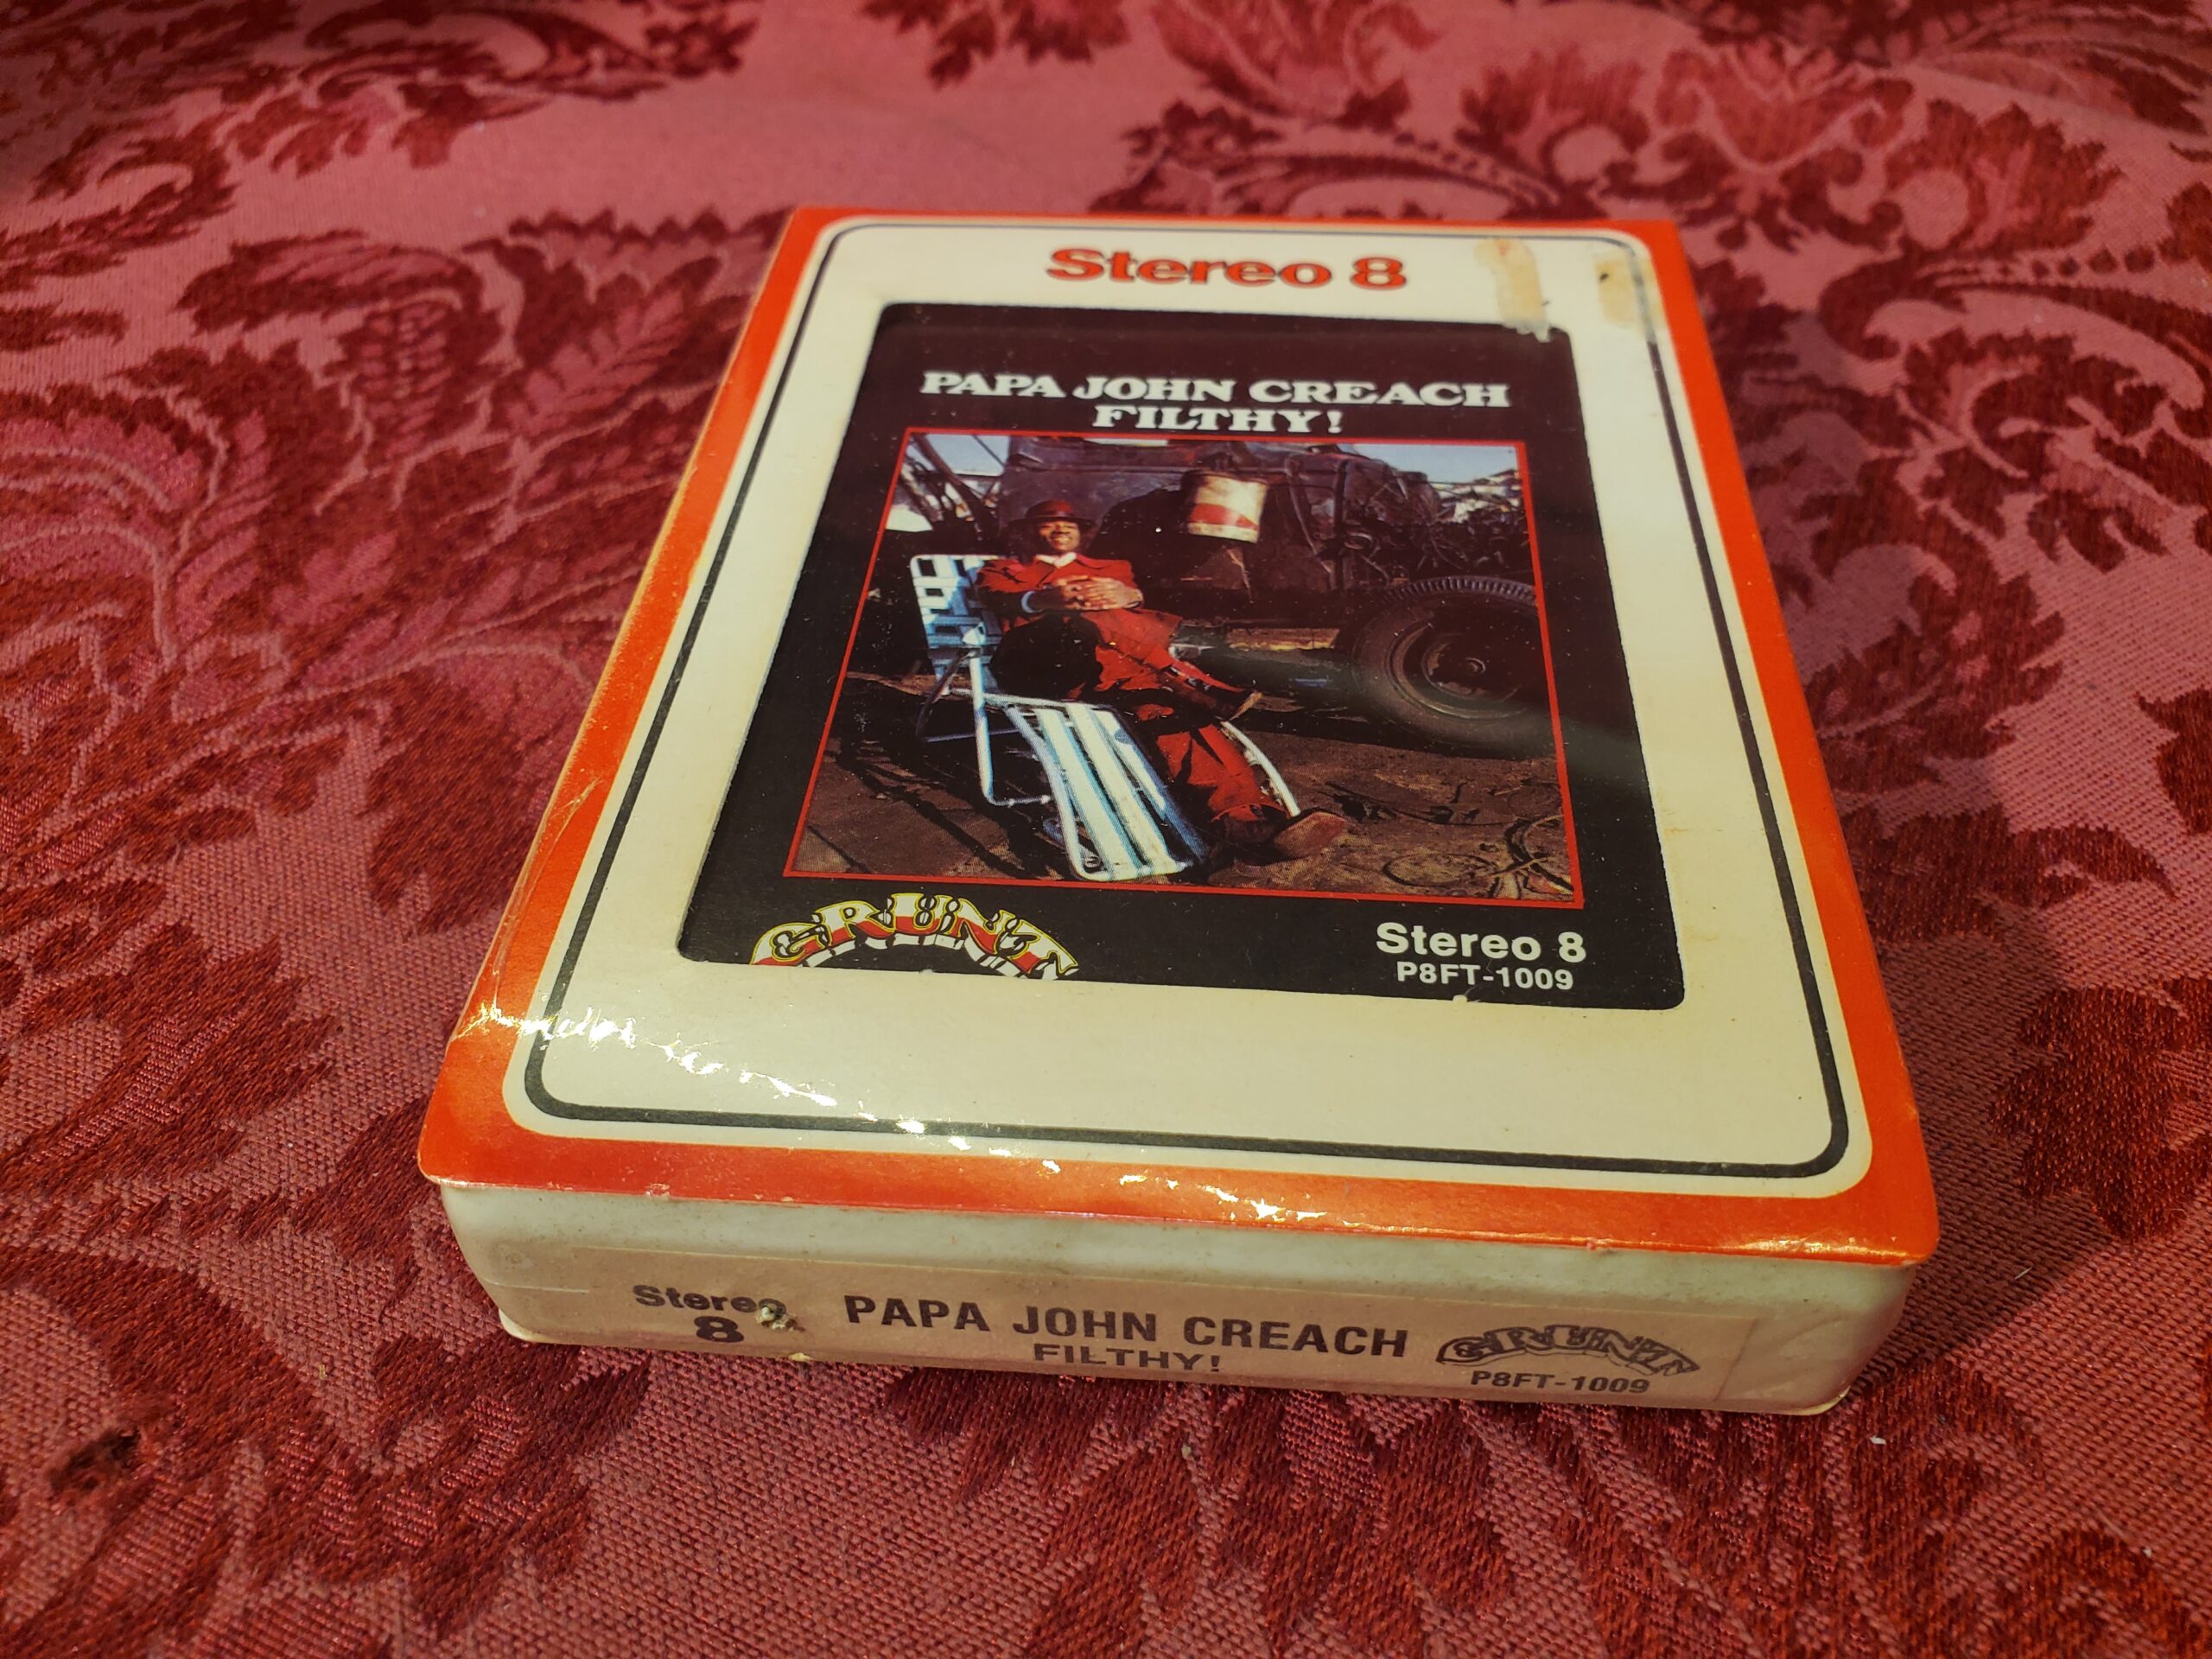 Stereo 8
PAPA JOHN CREACH
FILTHY!
GRUNT
Stereo 8
P8FT-1009
Stereo
8
PAPA JOHN CREACH
FILTHY!
GRUNT
P8FT-1009